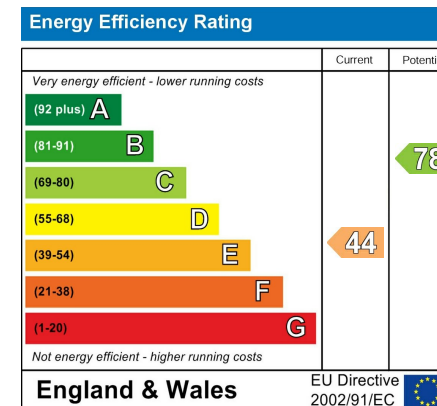 Energy Efficiency Rating
Current Potenti
Very energy efficient - lower running costs
(92 plus) A
(81-91) B
78
(69-80) C
(55-68) D
(39-54) E
44
(21-38) F
(1-20) G
Not energy efficient - higher running costs
England & Wales
EU Directive
2002/91/EC